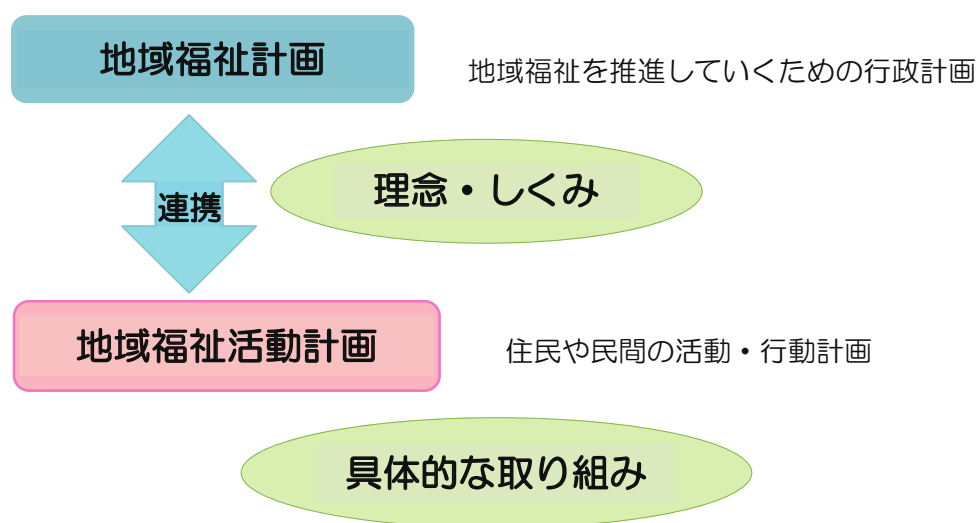 地域福祉計画
地域福祉を推進していくための行政計画
理念・しくみ
連携
地域福祉活動計画
住民や民間の活動・行動計画
具体的な取り組み